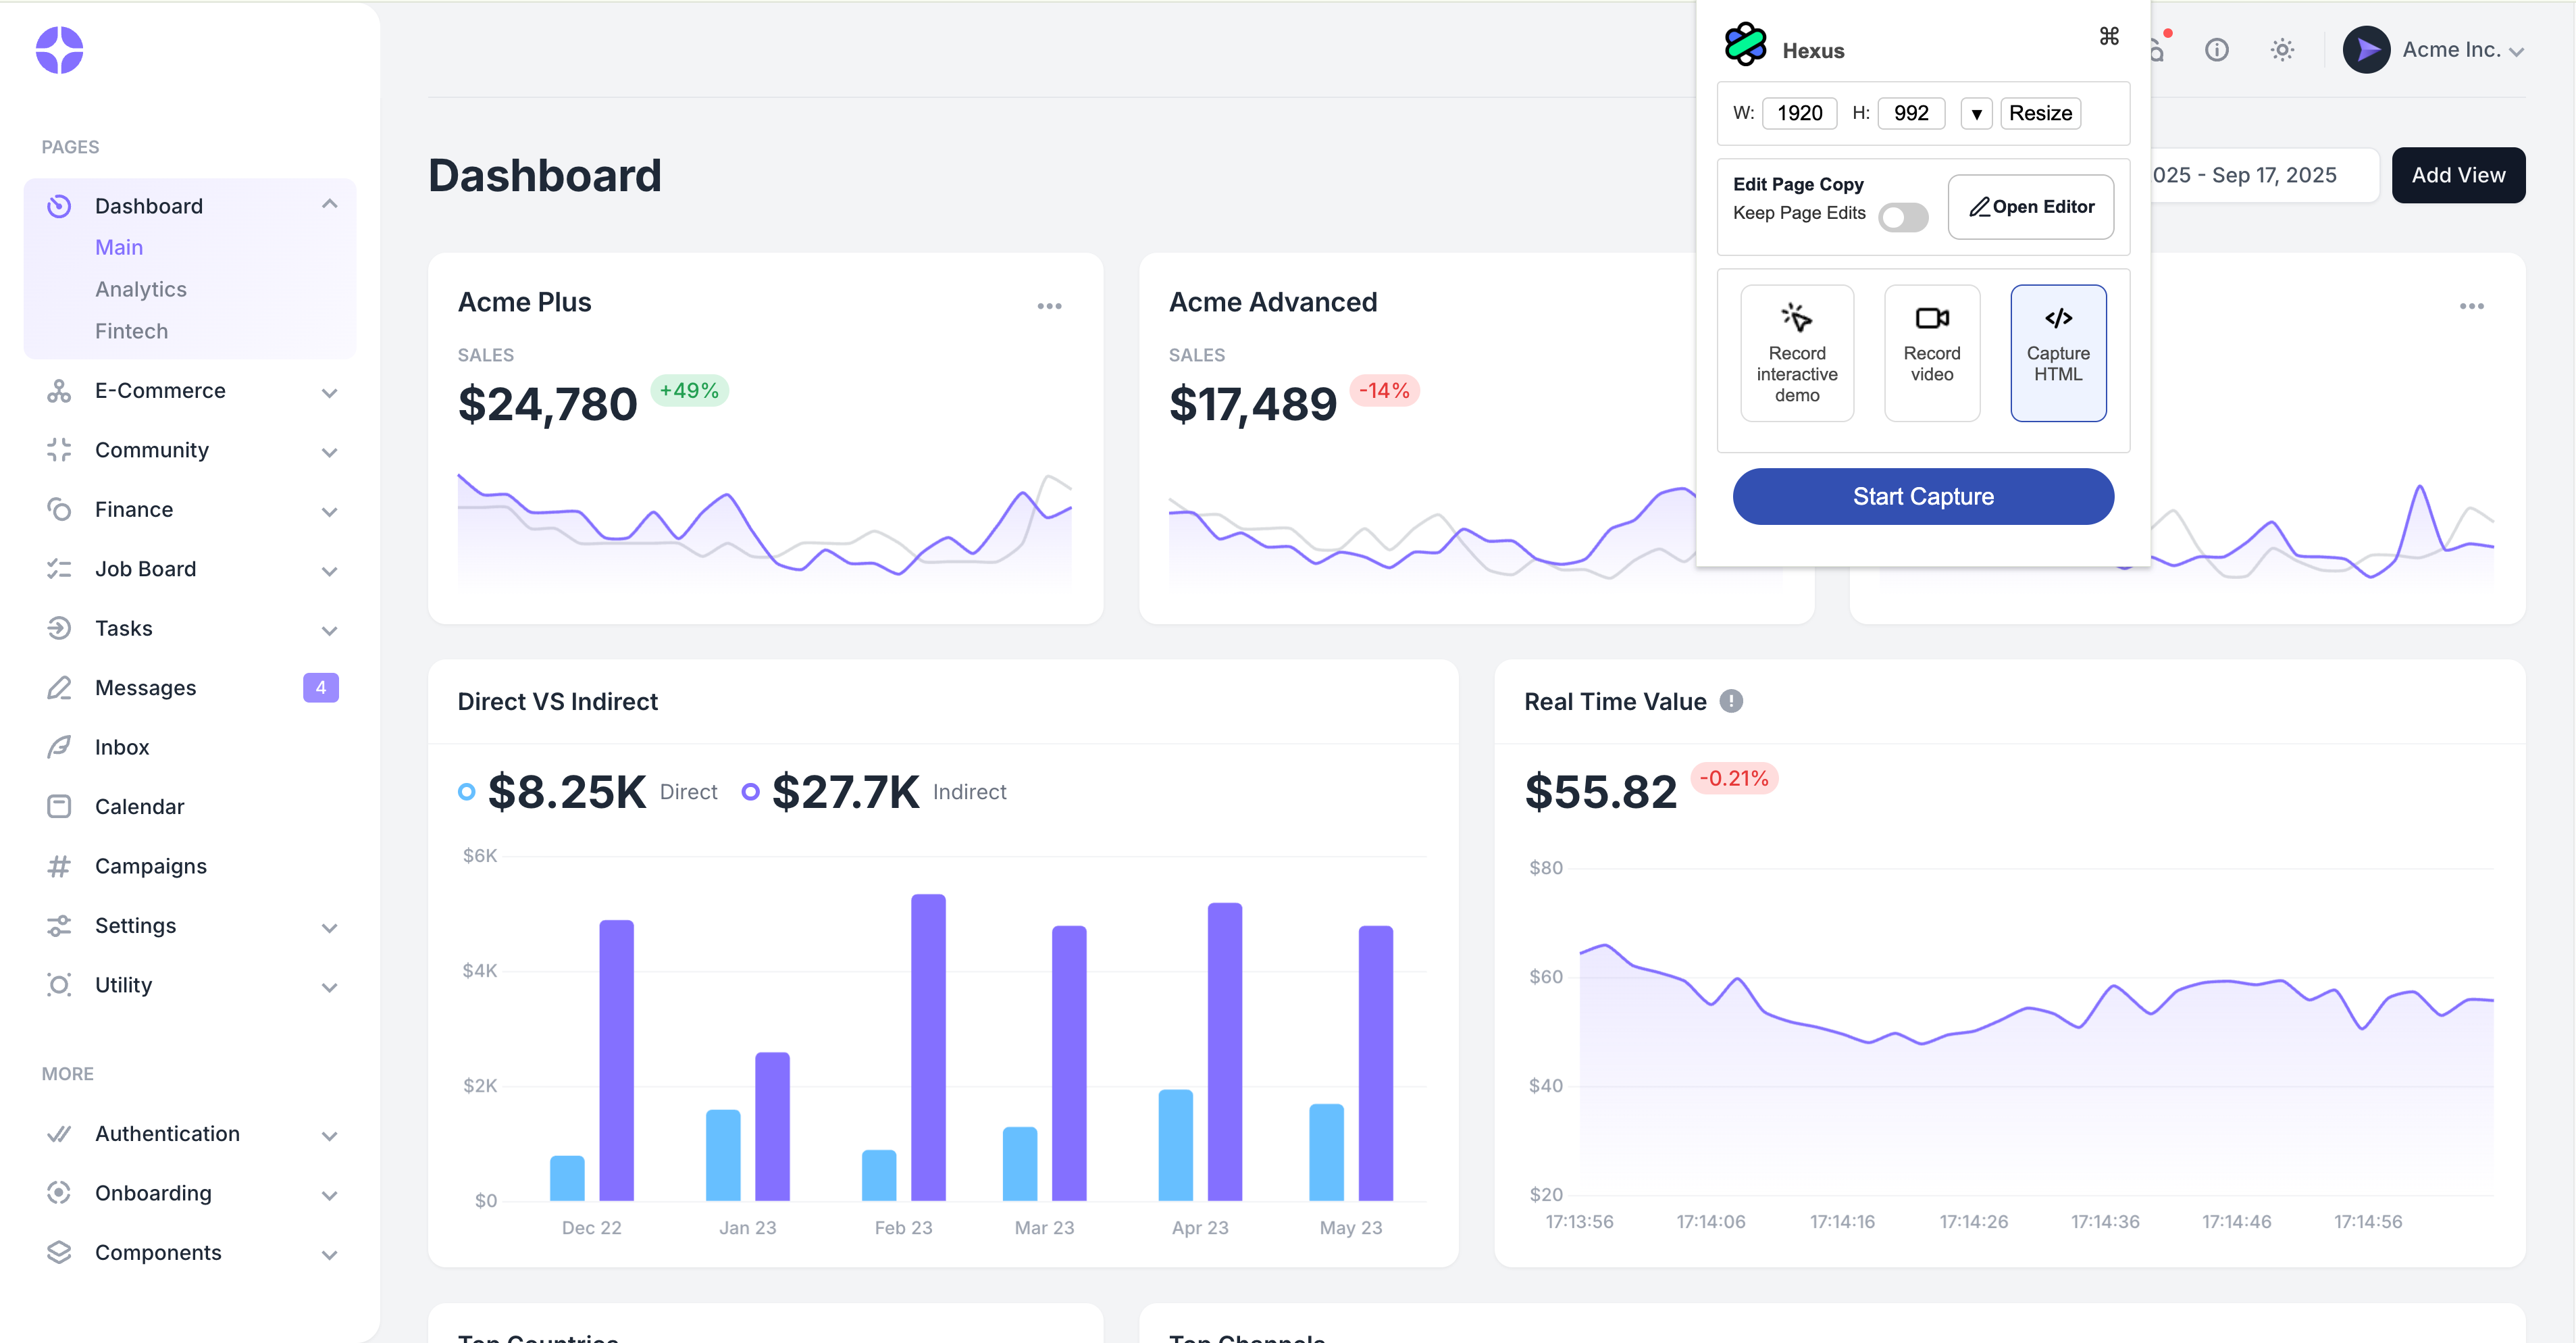 PAGES
Dashboard
Main
Analytics
Fintech
E-Commerce
Community
Finance
Job Board
Tasks
Messages 4
Inbox
Calendar
Campaigns
Settings
Utility
MORE
Authentication
Onboarding
Components
Acme Inc.
Dashboard
025 - Sep 17, 2025
Add View
Hexus
W: 1920 H: 992 ▼ Resize
Edit Page Copy
Keep Page Edits
Open Editor
Record
interactive
demo
Record
video
Capture
HTML
Start Capture
Acme Plus
SALES
$24,780 +49%
Acme Advanced
SALES
$17,489 -14%
Direct VS Indirect
$8.25K Direct $27.7K Indirect
$6K
$4K
$2K
$0
Dec 22 Jan 23 Feb 23 Mar 23 Apr 23 May 23
Real Time Value
$55.82 -0.21%
$80
$60
$40
$20
17:13:56 17:14:06 17:14:16 17:14:26 17:14:36 17:14:46 17:14:56
Top Countries
Top Channels